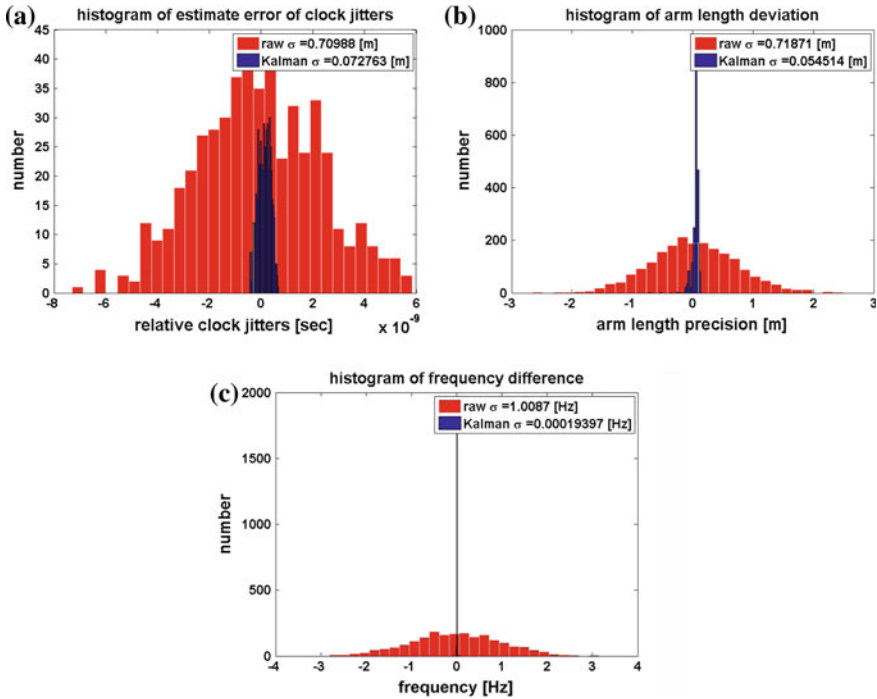 (a)
histogram of estimate error of clock jitters
raw σ =0.70988 [m]
Kalman σ =0.072763 [m]
45
40
35
30
25
20
15
10
5
0
number
-8
-6
-4
-2
0
2
4
6
x 10⁻⁹
relative clock jitters [sec]
(b)
histogram of arm length deviation
raw σ =0.71871 [m]
Kalman σ =0.054514 [m]
1000
800
600
400
200
0
number
-3
-2
-1
0
1
2
3
arm length precision [m]
(c)
histogram of frequency difference
raw σ =1.0087 [Hz]
Kalman σ =0.00019397 [Hz]
2000
1500
1000
500
0
number
-4
-3
-2
-1
0
1
2
3
4
frequency [Hz]